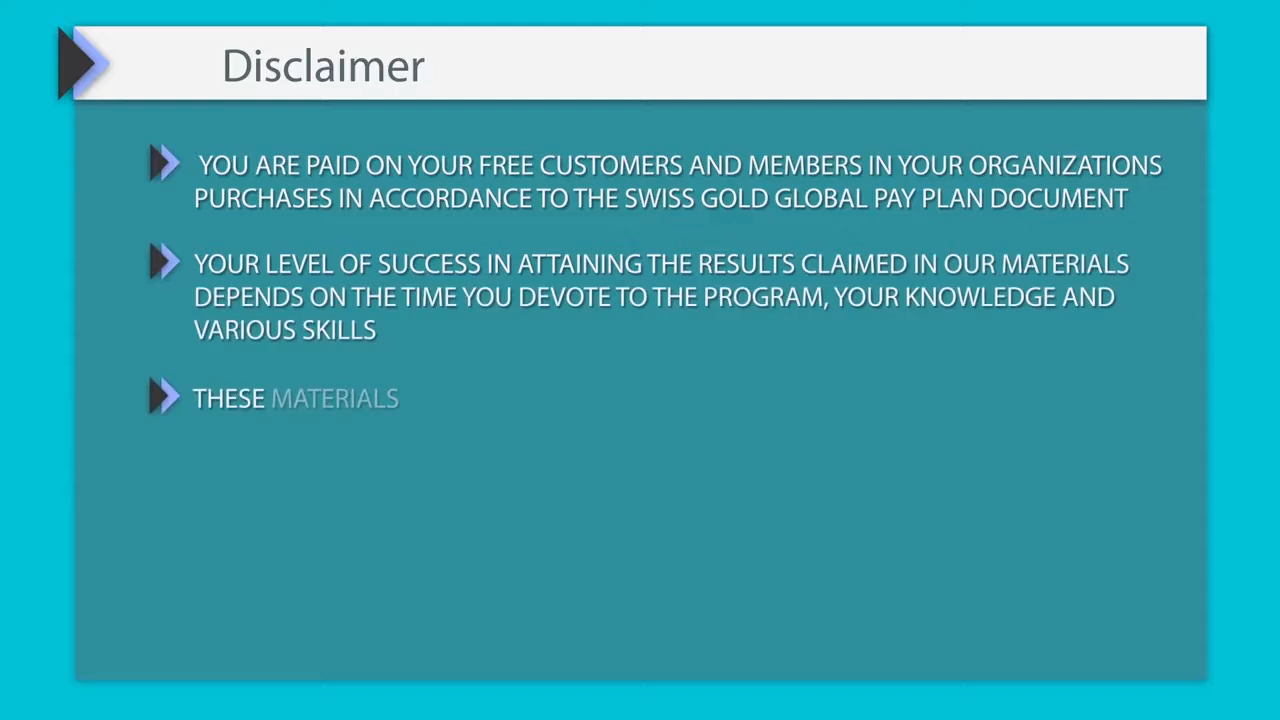 Disclaimer
YOU ARE PAID ON YOUR FREE CUSTOMERS AND MEMBERS IN YOUR ORGANIZATIONS
PURCHASES IN ACCORDANCE TO THE SWISS GOLD GLOBAL PAY PLAN DOCUMENT
YOUR LEVEL OF SUCCESS IN ATTAINING THE RESULTS CLAIMED IN OUR MATERIALS
DEPENDS ON THE TIME YOU DEVOTE TO THE PROGRAM, YOUR KNOWLEDGE AND
VARIOUS SKILLS
THESE MATERIALS